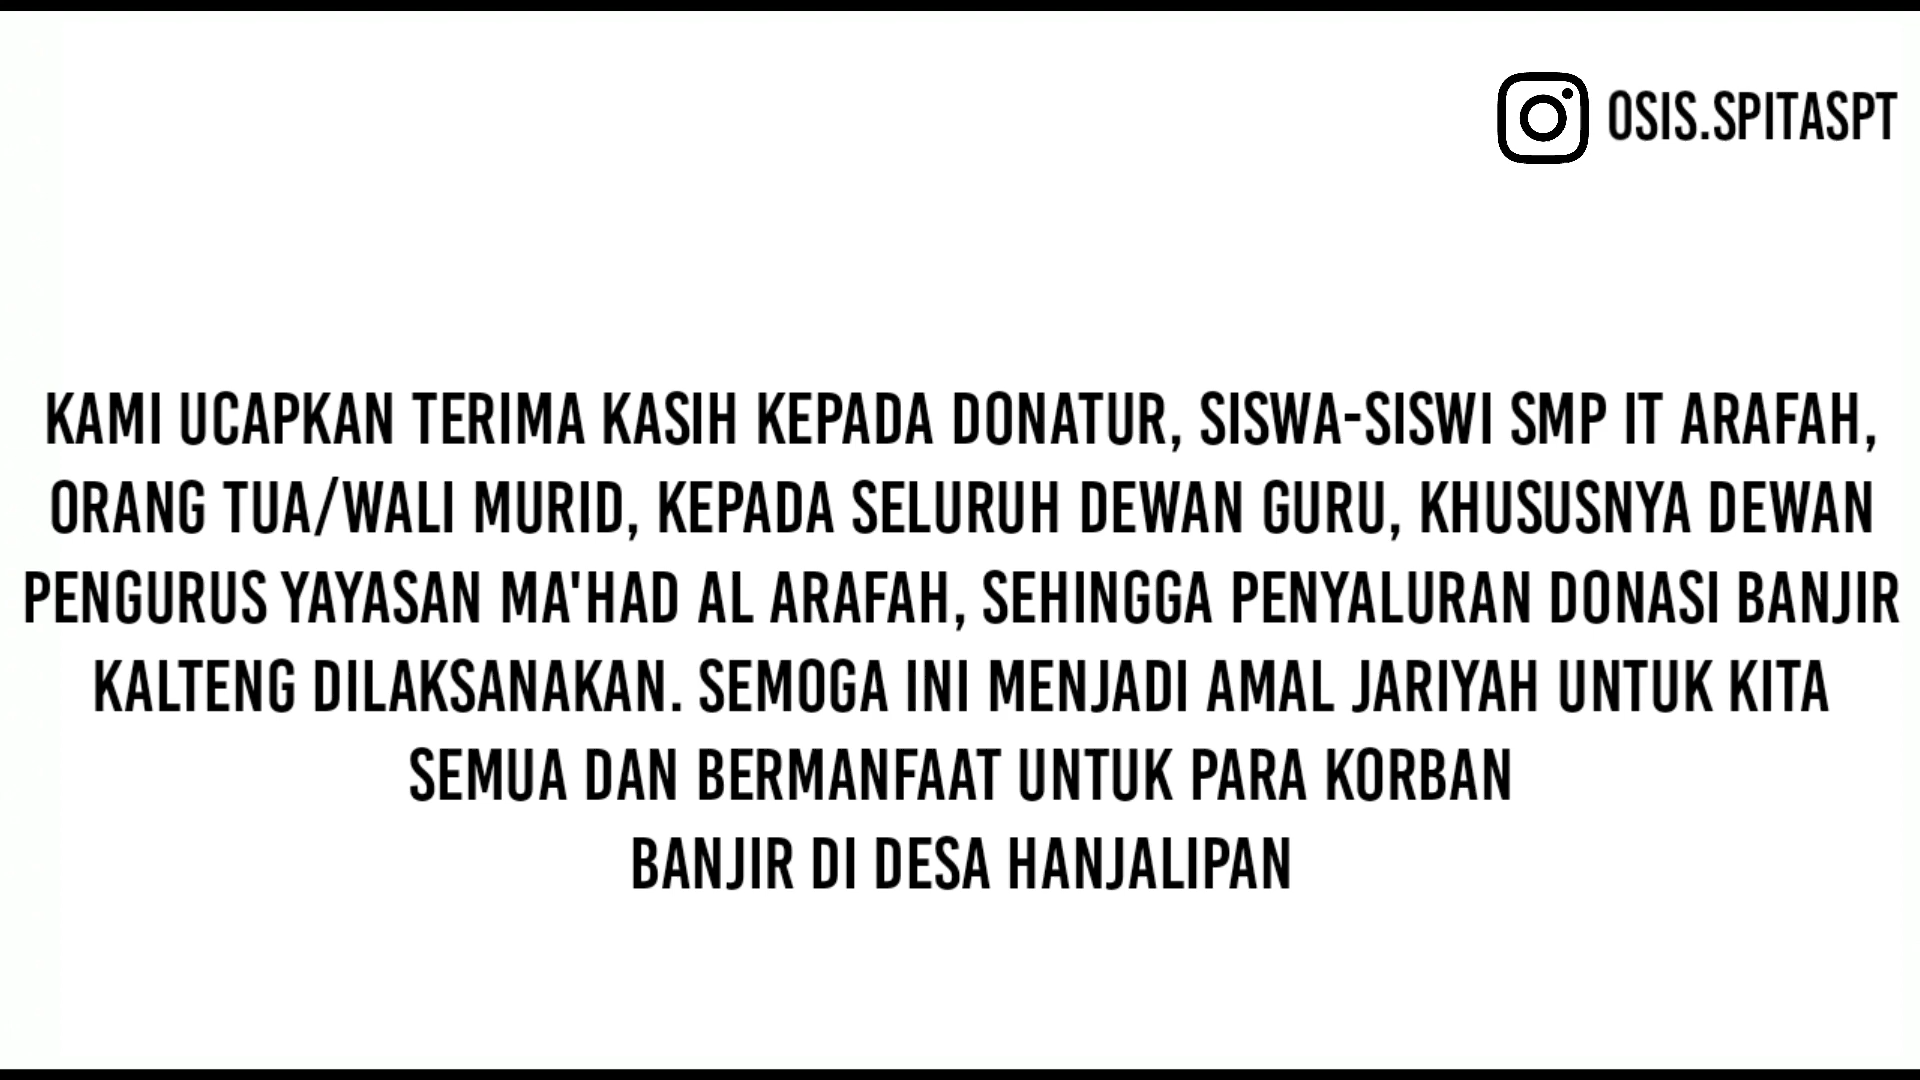 OSIS.SPITASPT
KAMI UCAPKAN TERIMA KASIH KEPADA DONATUR, SISWA-SISWI SMP IT ARAFAH,
ORANG TUA/WALI MURID, KEPADA SELURUH DEWAN GURU, KHUSUSNYA DEWAN
PENGURUS YAYASAN MA'HAD AL ARAFAH, SEHINGGA PENYALURAN DONASI BANJIR
KALTENG DILAKSANAKAN. SEMOGA INI MENJADI AMAL JARIYAH UNTUK KITA
SEMUA DAN BERMANFAAT UNTUK PARA KORBAN
BANJIR DI DESA HANJALIPAN